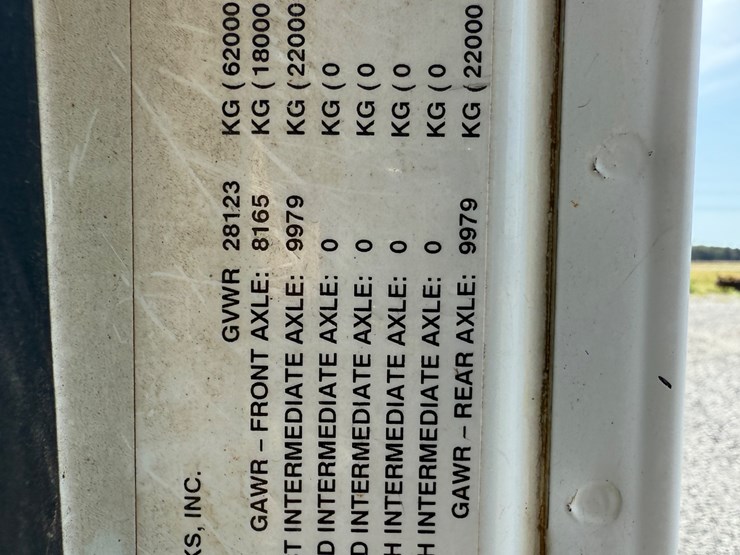 KS, INC.
GVWR 28123 KG ( 62000
GAWR – FRONT AXLE: 8165 KG ( 18000
T INTERMEDIATE AXLE: 9979 KG ( 22000
D INTERMEDIATE AXLE: 0 KG ( 0
D INTERMEDIATE AXLE: 0 KG ( 0
H INTERMEDIATE AXLE: 0 KG ( 0
H INTERMEDIATE AXLE: 0 KG ( 0
GAWR – REAR AXLE: 9979 KG ( 22000